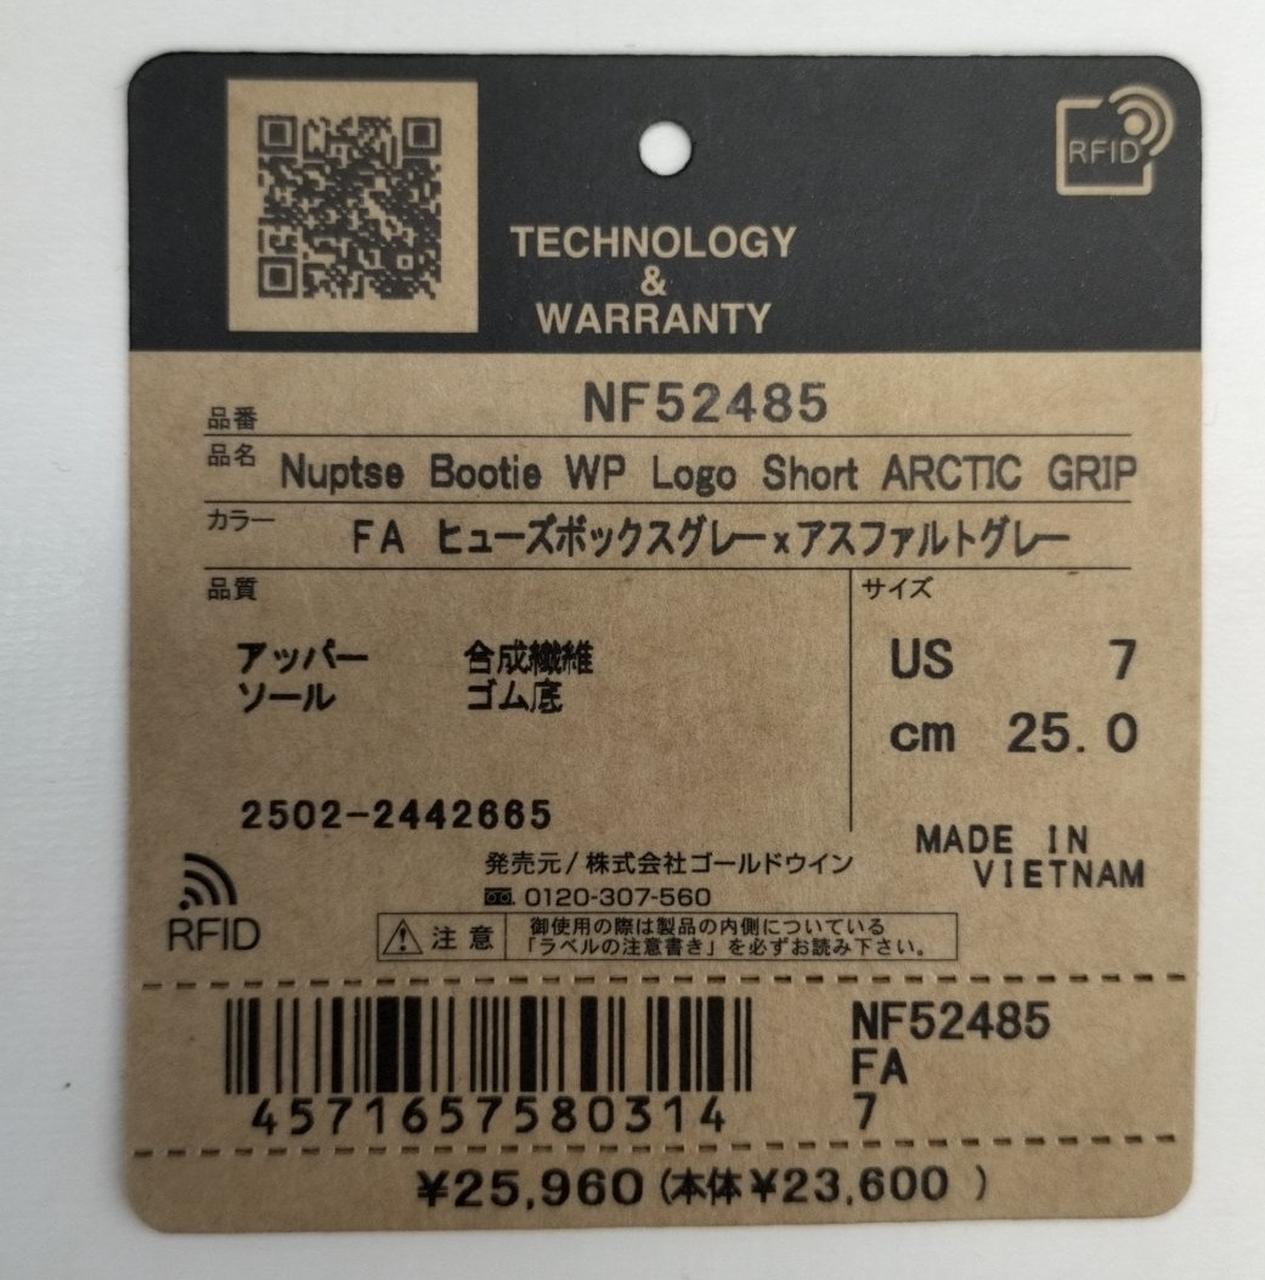 RFID
TECHNOLOGY
&
WARRANTY
品番 NF52485
品名 Nuptse Bootie WP Logo Short ARCTIC GRIP
カラー FA ヒューズボックスグレーxアスファルトグレー
品質
サイズ
アッパー 合成繊維
ソール ゴム底
US 7
cm 25.0
2502-2442665
MADE IN
VIETNAM
発売元/株式会社ゴールドウイン
0120-307-560
RFID
注意 御使用の際は製品の内側についている
「ラベルの注意書き」を必ずお読み下さい。
4571657580314
NF52485
FA
7
¥25,960(本体¥23,600 )